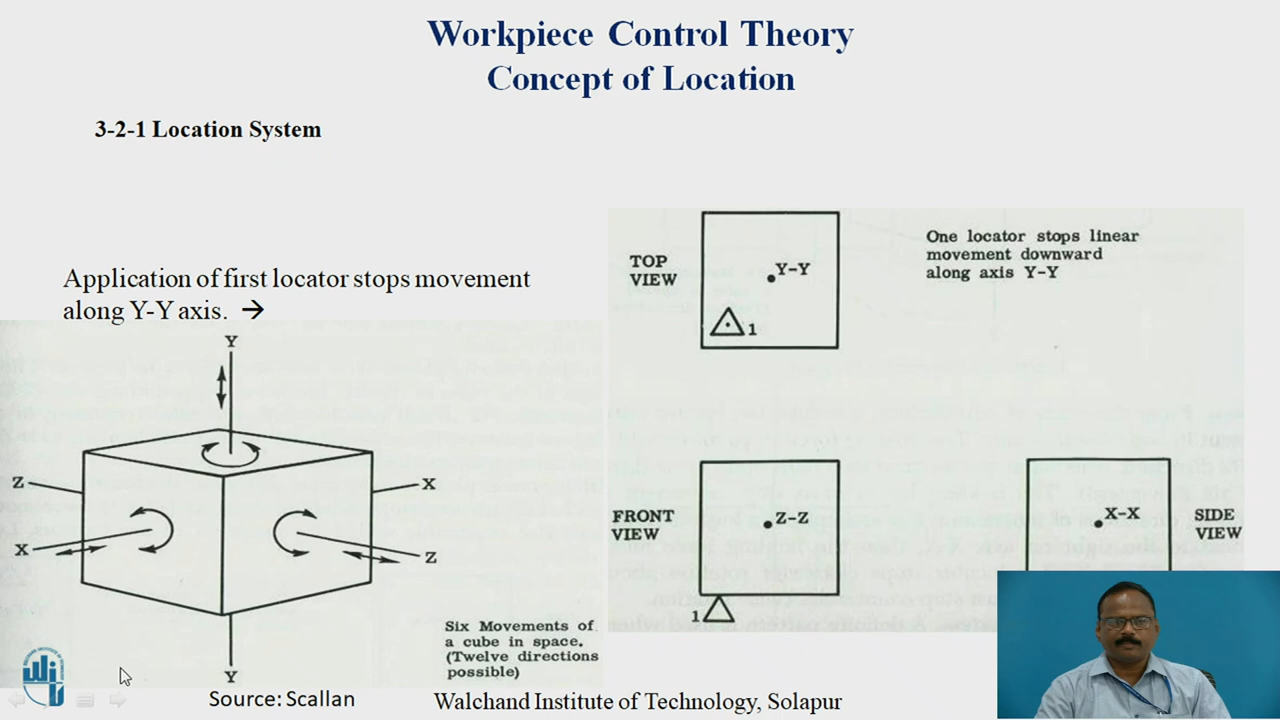 Workpiece Control Theory
Concept of Location
3-2-1 Location System
Application of first locator stops movement
along Y-Y axis. →
Y
Z
X
X
Z
Y
Six Movements of
a cube in space.
(Twelve directions
possible)
TOP
VIEW
Y-Y
1
One locator stops linear
movement downward
along axis Y-Y
FRONT
VIEW
Z-Z
1
X-X
SIDE
VIEW
Source: Scallan
Walchand Institute of Technology, Solapur